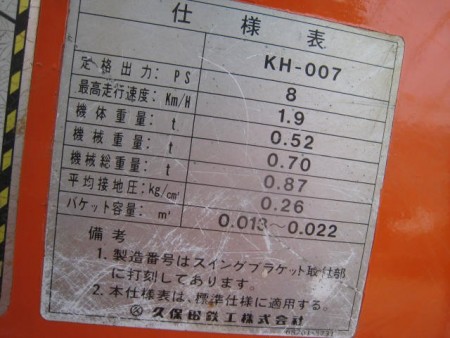 仕様表
KH-007
定格出力: PS 8
最高走行速度: Km/H 1.9
機体重量: t 0.52
機械重量: t 0.70
機械総重量: t 0.87
平均接地圧: kg/cm² 0.26
バケット容量: m³ 0.013〜0.022
備考
1. 製造番号はスイングブラケット取付部
に打刻してあります。
2. 本仕様表は、標準仕様に適用する。
久保田鉄工株式会社